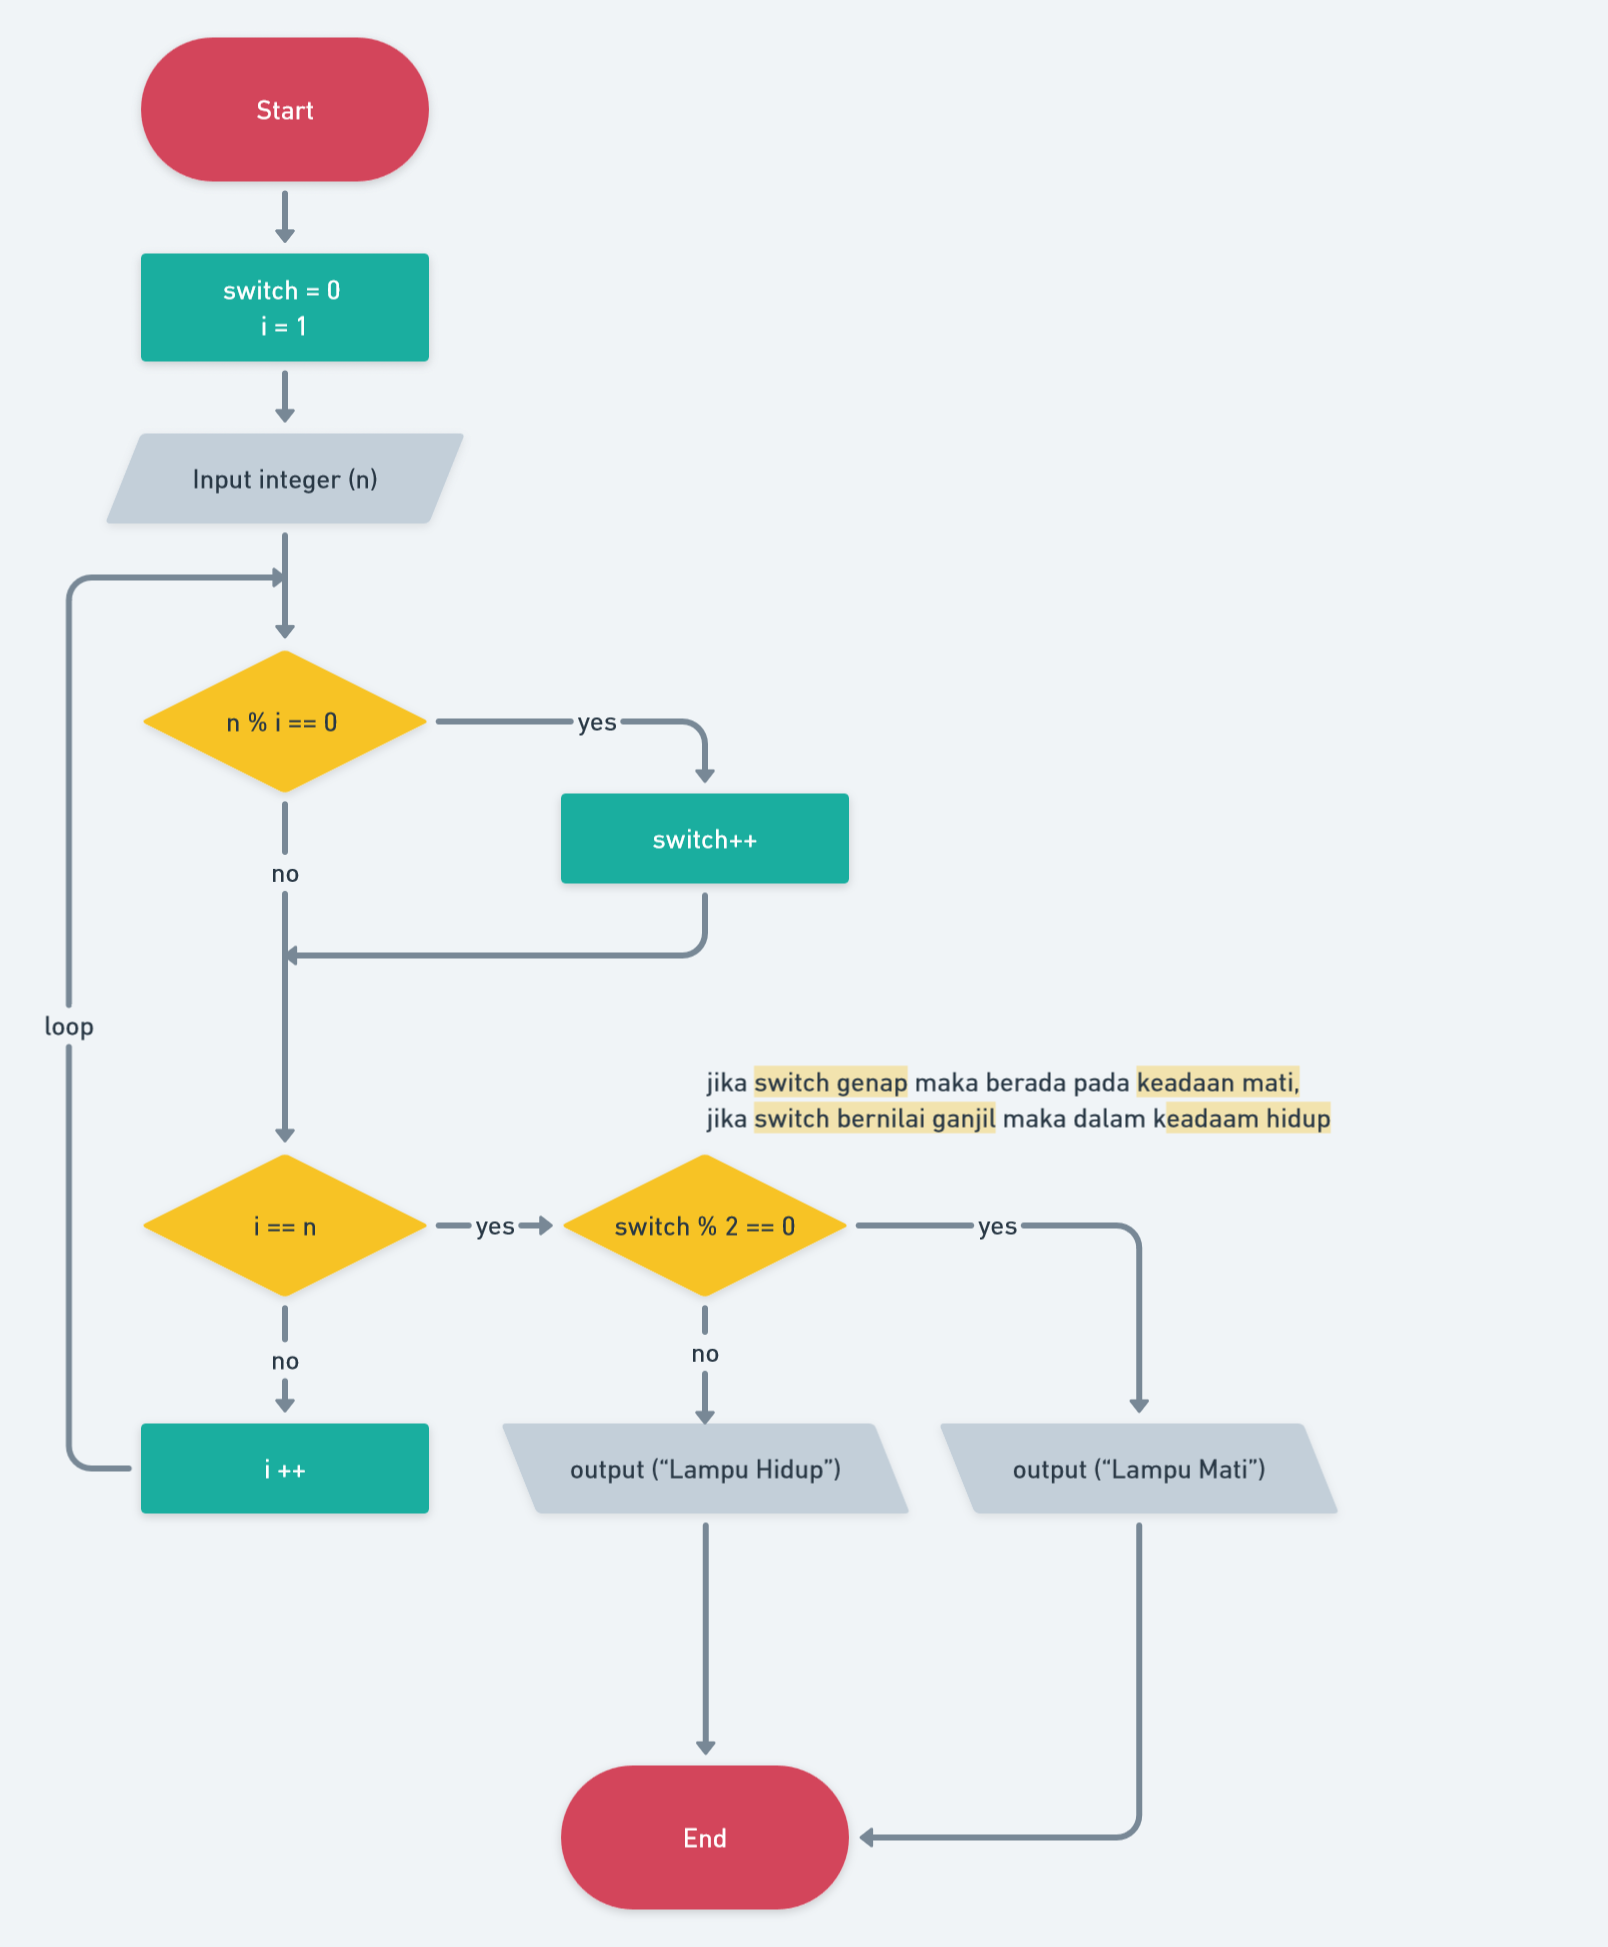 Start
switch = 0
i = 1
Input integer (n)
n % i == 0
yes
switch++
no
loop
jika switch genap maka berada pada keadaan mati,
jika switch bernilai ganjil maka dalam keadaam hidup
i == n
yes
switch % 2 == 0
yes
no
no
i ++
output (“Lampu Hidup”)
output (“Lampu Mati”)
End